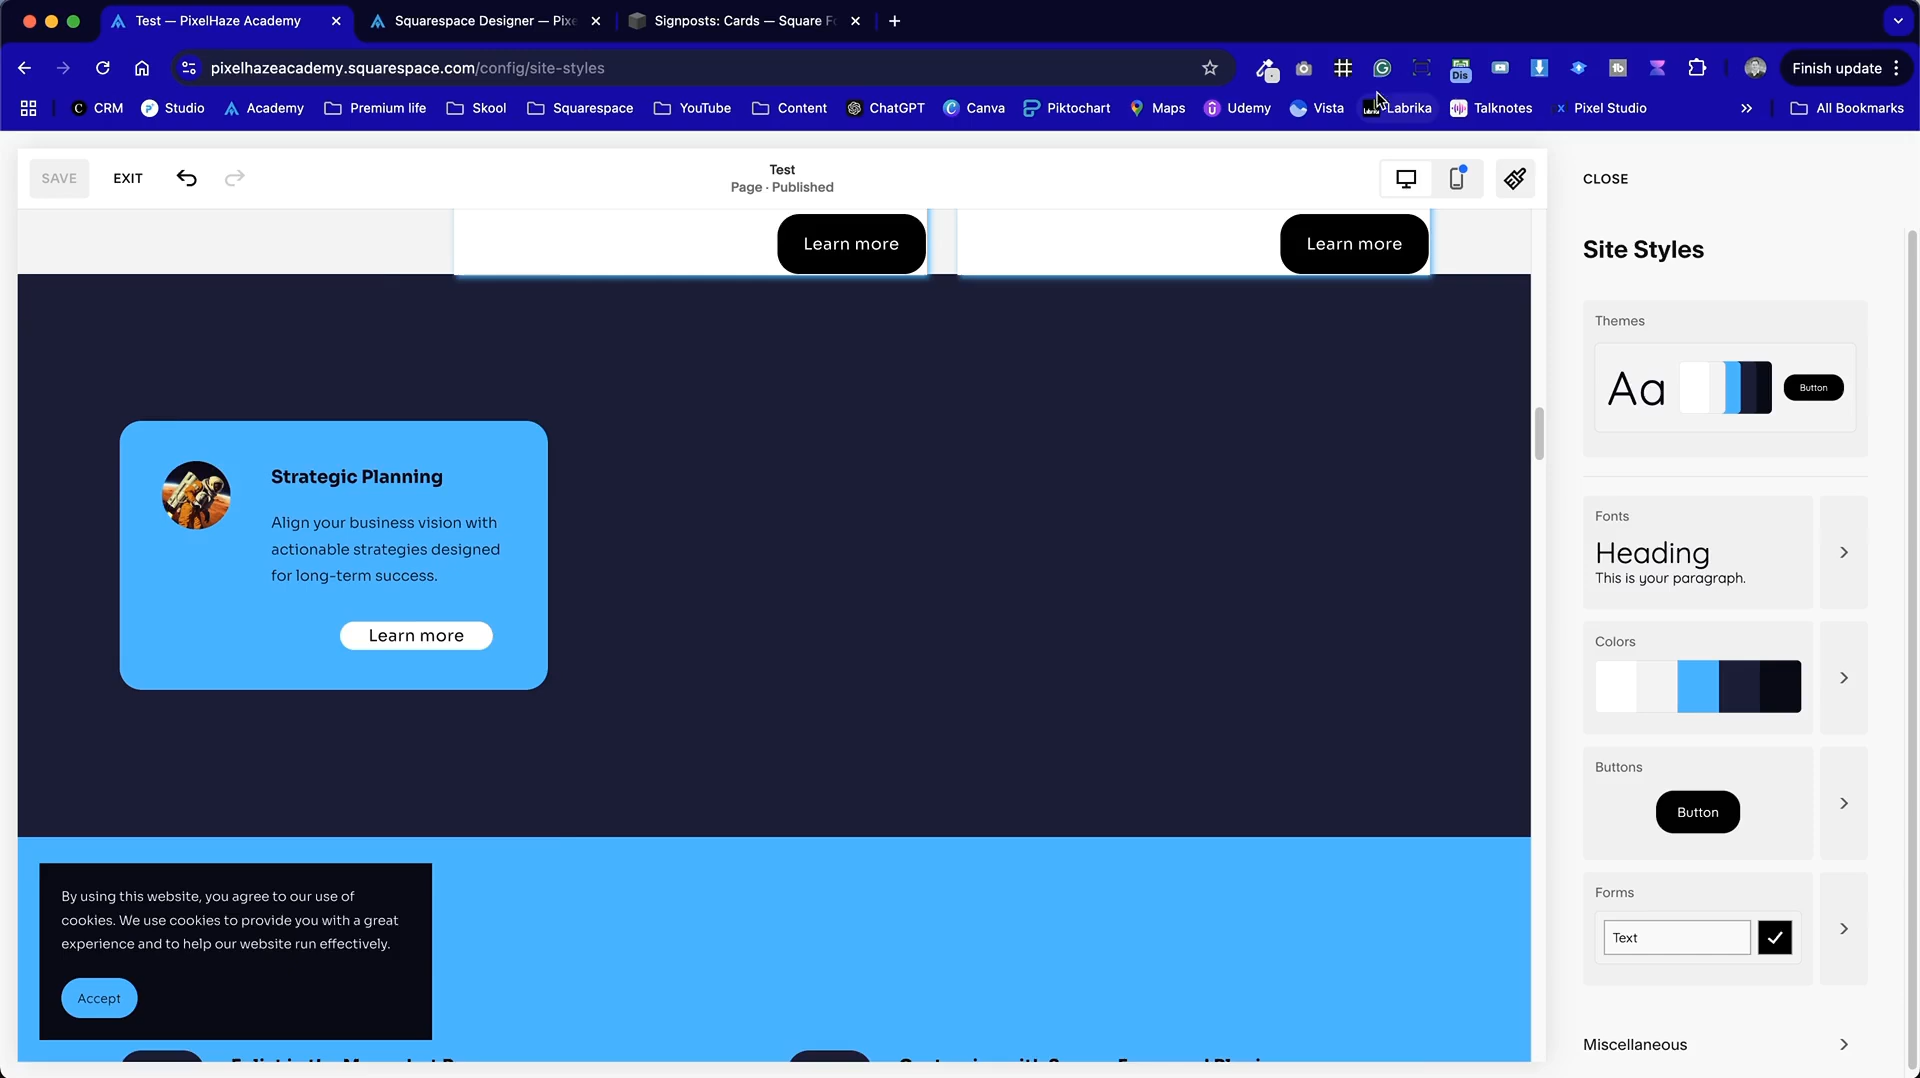 Test — PixelHaze Academy
Squarespace Designer — Pixe
Signposts: Cards — Square Fo
pixelhazeacademy.squarespace.com/config/site-styles
Dis
tb
Finish update
CRM
Studio
Academy
Premium life
Skool
Squarespace
YouTube
Content
ChatGPT
Canva
Piktochart
Maps
Udemy
Vista
Labrika
Talknotes
Pixel Studio
All Bookmarks
SAVE
EXIT
Test
Page · Published
CLOSE
Learn more
Learn more
Site Styles
Themes
Aa
Button
Strategic Planning
Align your business vision with
actionable strategies designed
for long-term success.
Learn more
Fonts
Heading
This is your paragraph.
Colors
Buttons
Button
Forms
Text
By using this website, you agree to our use of
cookies. We use cookies to provide you with a great
experience and to help our website run effectively.
Accept
Miscellaneous